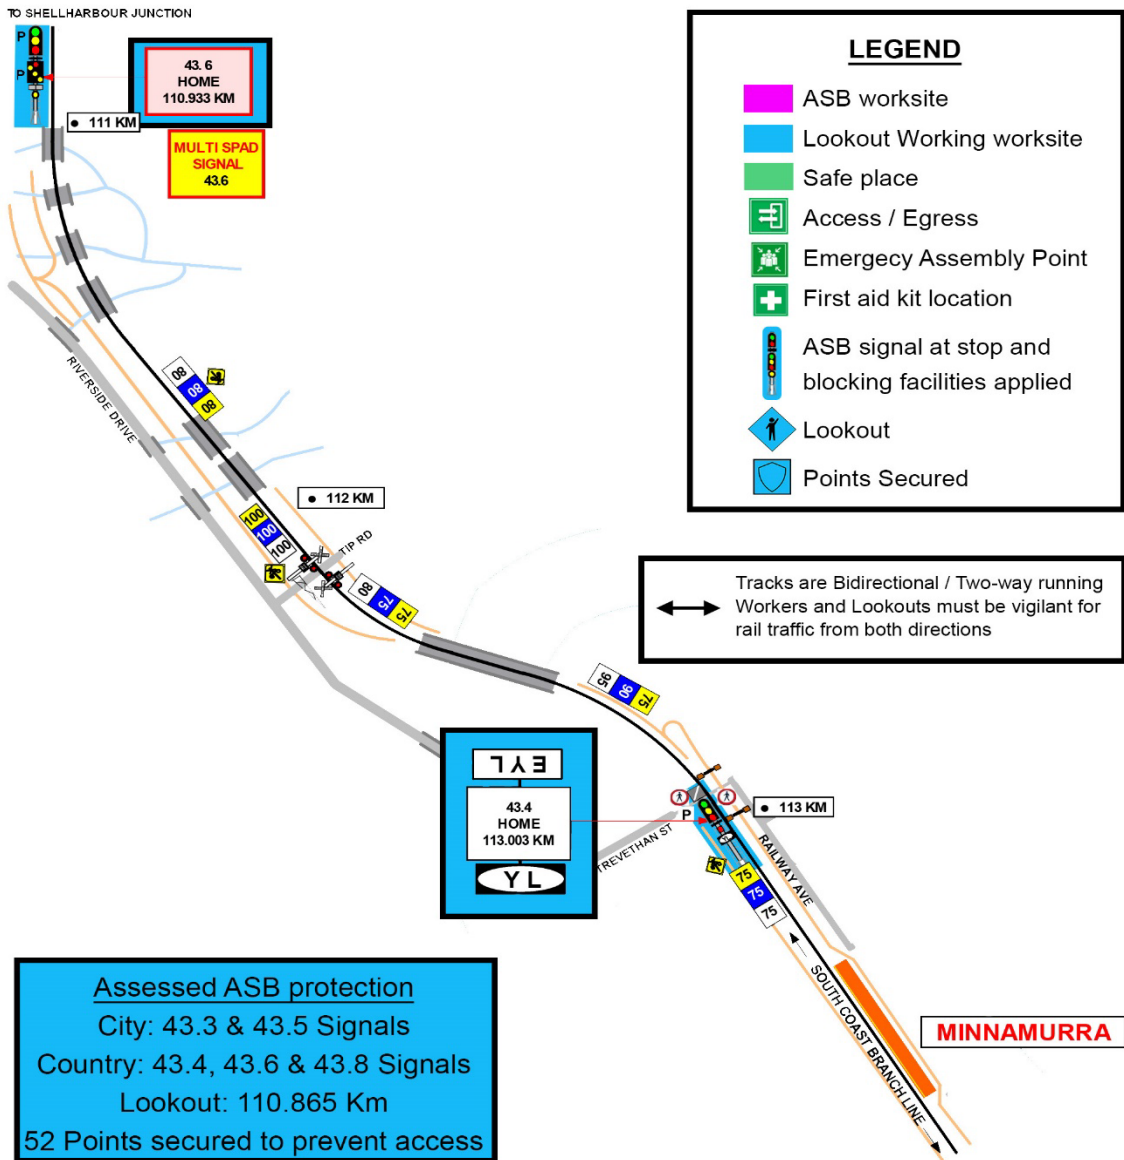 TO SHELLHARBOUR JUNCTION
P
P
43. 6
HOME
110.933 KM
111 KM
MULTI SPAD
SIGNAL
43.6
LEGEND
ASB worksite
Lookout Working worksite
Safe place
Access / Egress
Emergecy Assembly Point
First aid kit location
ASB signal at stop and
blocking facilities applied
Lookout
Points Secured
RIVERSIDE DRIVE
80
80
80
112 KM
100
100
100
TIP RD
80
75
75
Tracks are Bidirectional / Two-way running
Workers and Lookouts must be vigilant for
rail traffic from both directions
95
90
75
EYL
43.4
HOME
113.003 KM
YL
P
113 KM
TREVETHAN ST
RAILWAY AVE
75
75
75
SOUTH COAST BRANCH LINE
MINNAMURRA
Assessed ASB protection
City: 43.3 & 43.5 Signals
Country: 43.4, 43.6 & 43.8 Signals
Lookout: 110.865 Km
52 Points secured to prevent access